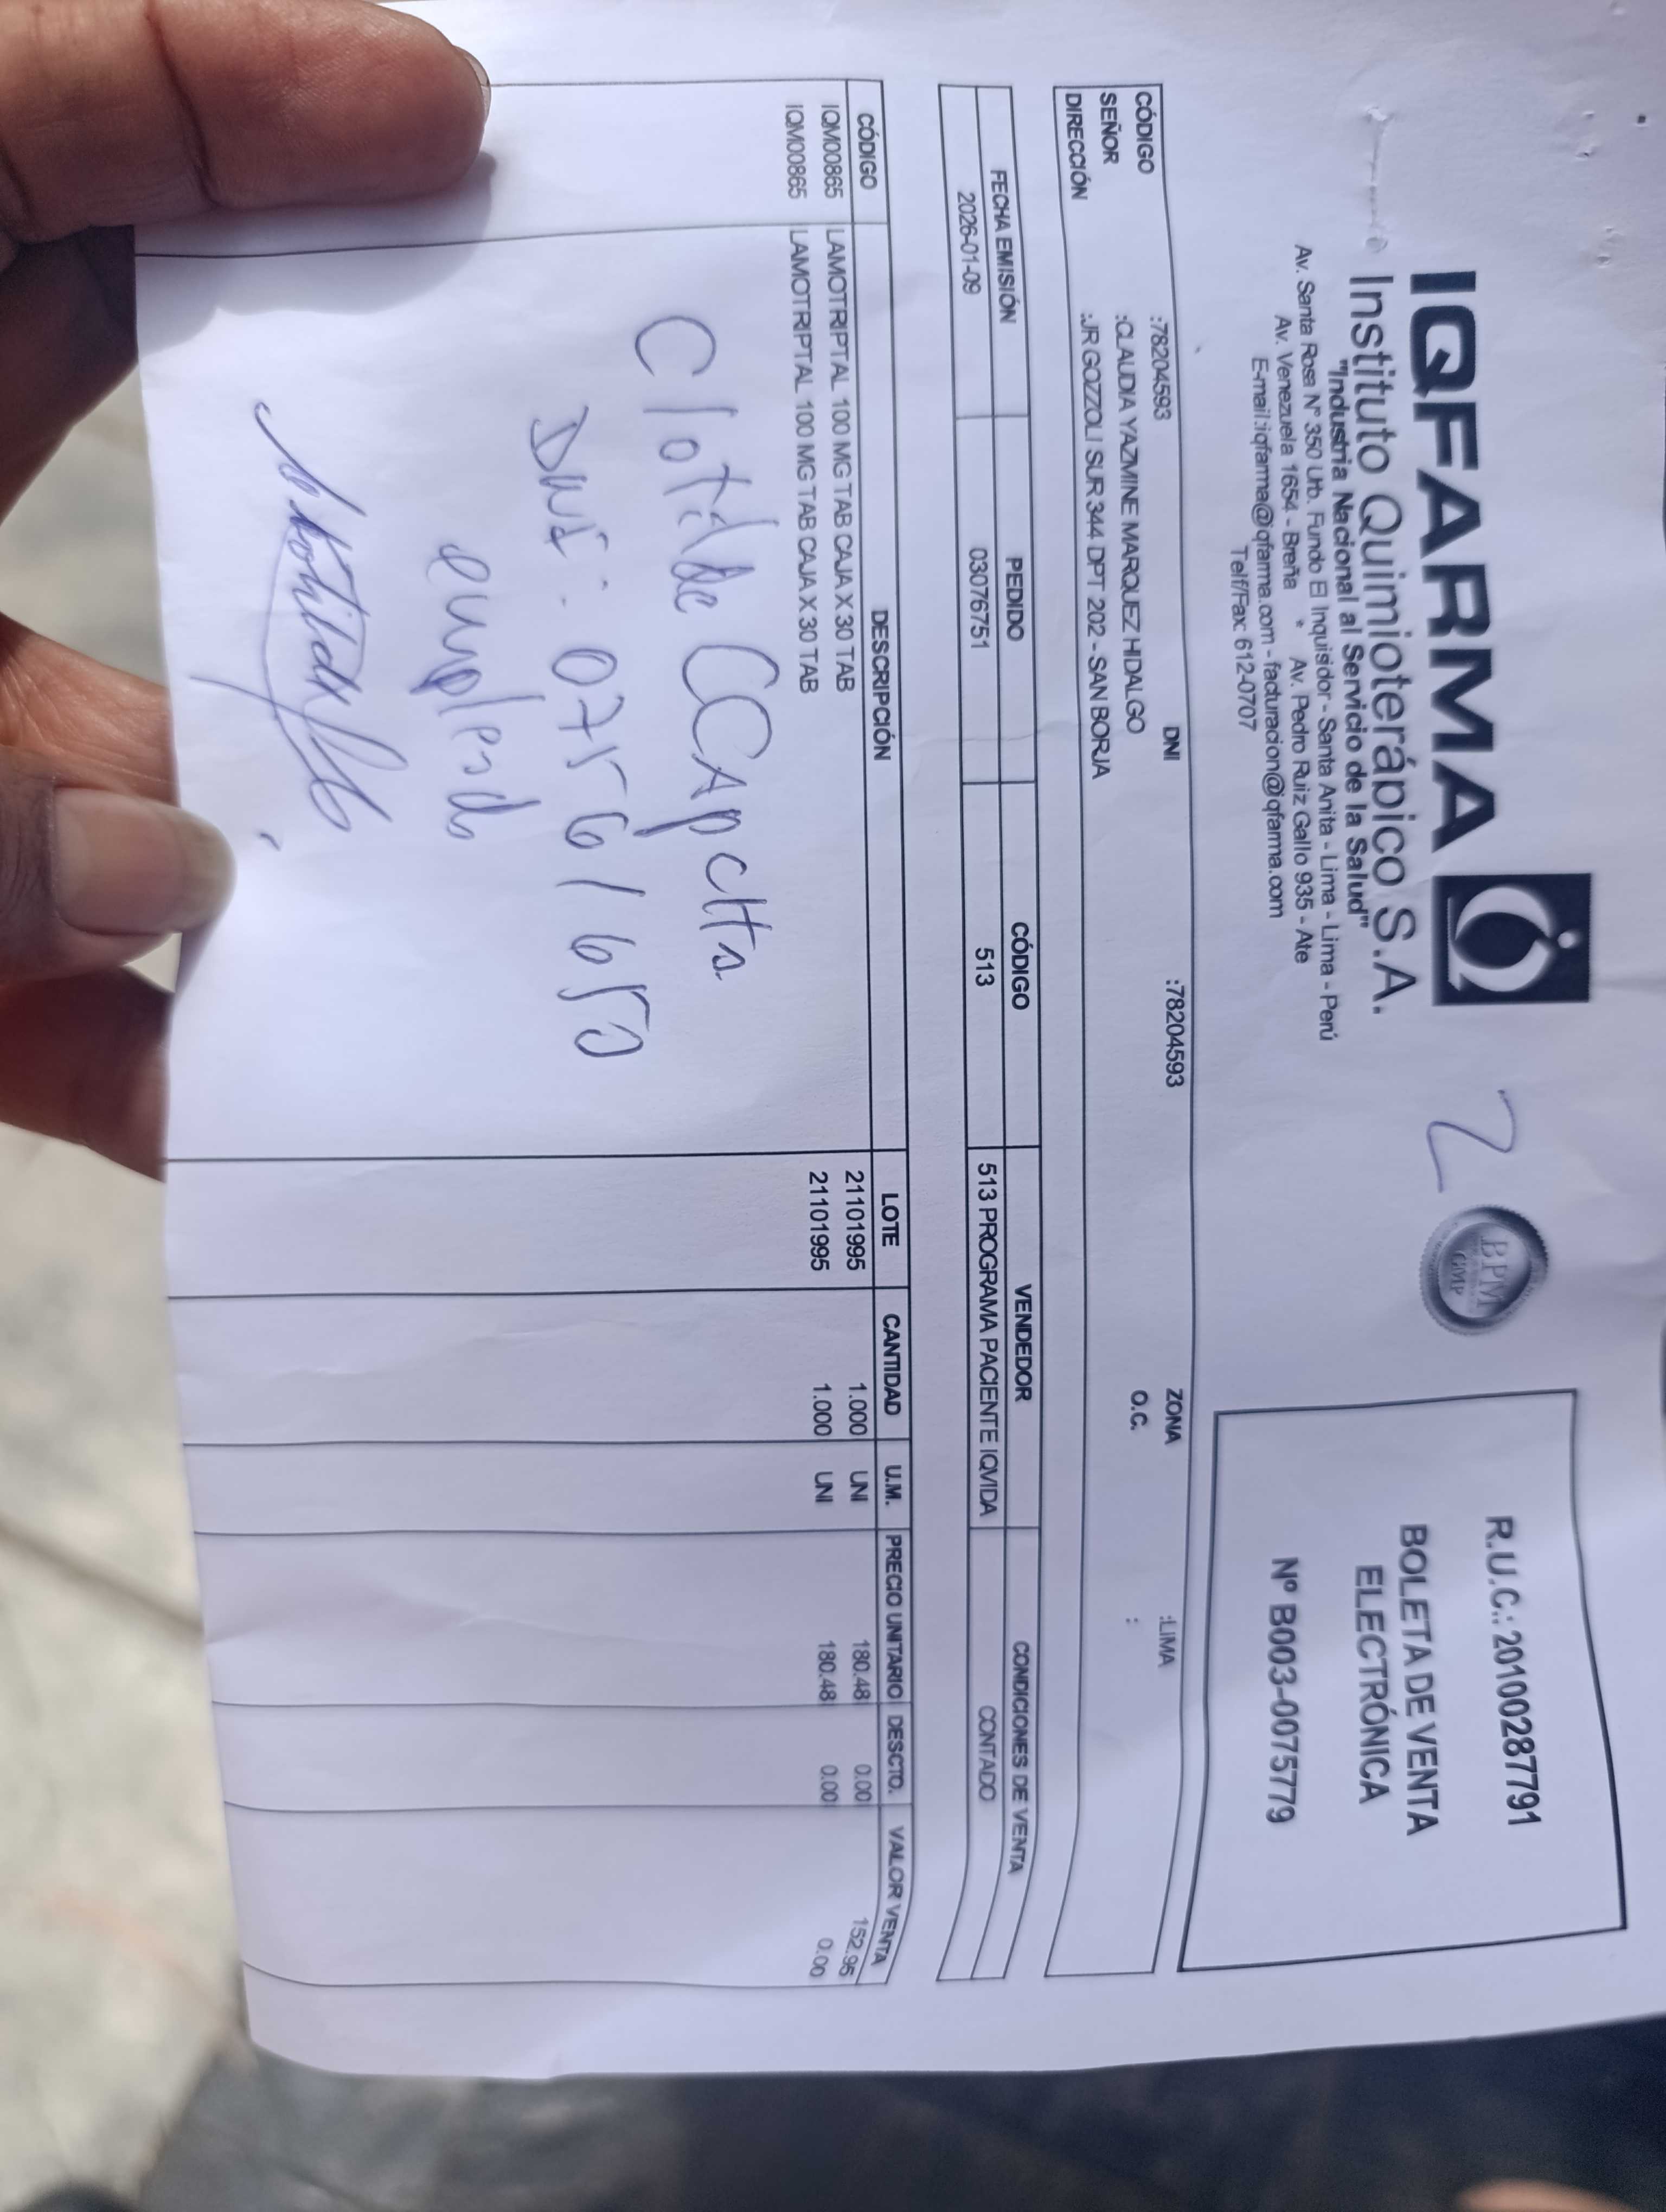 IQFARMA
Instituto Quimioterápico S.A.
"Industria Nacional al Servicio de la Salud"
Av. Santa Rosa N° 350 Urb. Fundo El Inquisidor - Santa Anita - Lima - Lima - Perú
Av. Venezuela 1654 - Breña * Av. Pedro Ruiz Gallo 935 - Ate
E-mail:iqfarma@iqfarma.com - facturacion@iqfarma.com
Telf/Fax: 612-0707
2
BPM
GMP
R.U.C.: 20100287791
BOLETA DE VENTA
ELECTRÓNICA
Nº B003-0075779
DNI :78204593 ZONA :LIMA
CÓDIGO :78204593 O.C. :
SEÑOR :CLAUDIA YAZMINE MARQUEZ HIDALGO
DIRECCIÓN :JR GOZZOLI SUR 344 DPT 202 - SAN BORJA
FECHA EMISIÓN PEDIDO CÓDIGO VENDEDOR CONDICIONES DE VENTA
2026-01-09 03076751 513 513 PROGRAMA PACIENTE IQVIDA CONTADO
CÓDIGO DESCRIPCIÓN LOTE CANTIDAD U.M. PRECIO UNITARIO DESCTO. VALOR VENTA
IQM00865 LAMOTRIPTAL 100 MG TAB CAJA X 30 TAB 21101995 1.000 UNI 180.48 0.00 152.95
IQM00865 LAMOTRIPTAL 100 MG TAB CAJA X 30 TAB 21101995 1.000 UNI 180.48 0.00 0.00
DNI: 07561650